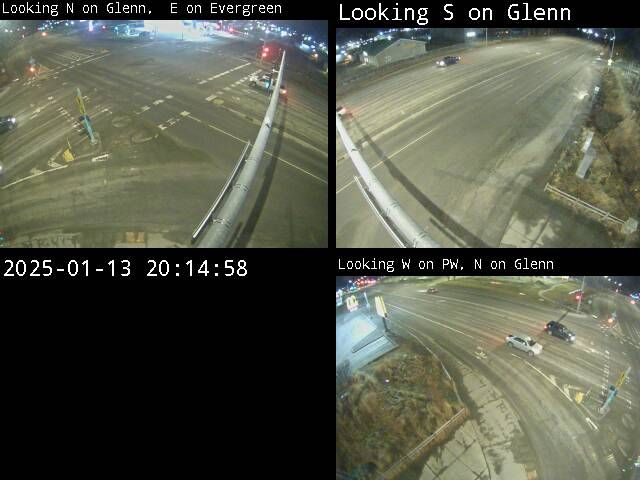 Looking N on Glenn,  E on Evergreen
Looking S on Glenn
2025-01-13 20:14:58
Looking W on PW, N on Glenn